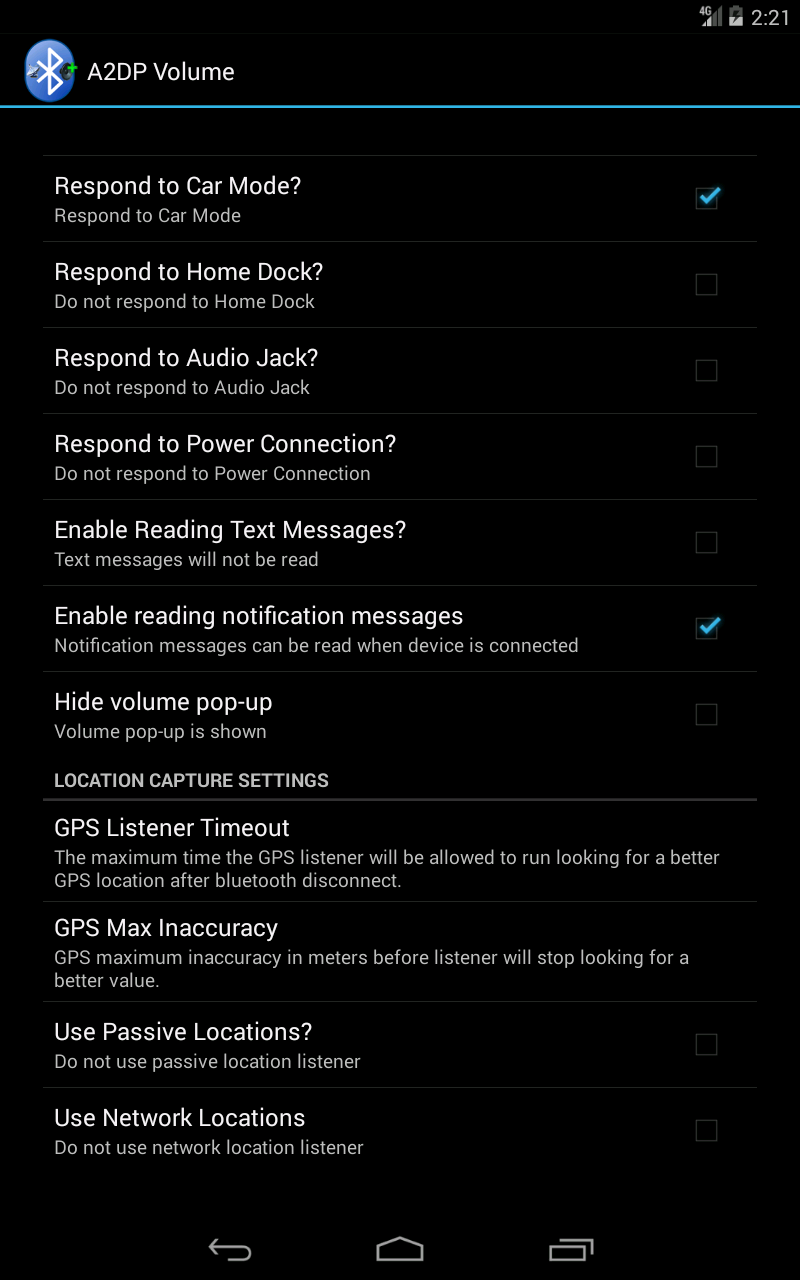 4G 2:21
A2DP Volume
Respond to Car Mode?
Respond to Car Mode
Respond to Home Dock?
Do not respond to Home Dock
Respond to Audio Jack?
Do not respond to Audio Jack
Respond to Power Connection?
Do not respond to Power Connection
Enable Reading Text Messages?
Text messages will not be read
Enable reading notification messages
Notification messages can be read when device is connected
Hide volume pop-up
Volume pop-up is shown
LOCATION CAPTURE SETTINGS
GPS Listener Timeout
The maximum time the GPS listener will be allowed to run looking for a better
GPS location after bluetooth disconnect.
GPS Max Inaccuracy
GPS maximum inaccuracy in meters before listener will stop looking for a
better value.
Use Passive Locations?
Do not use passive location listener
Use Network Locations
Do not use network location listener